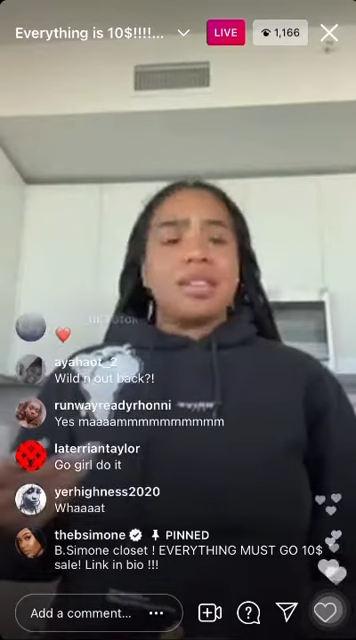 Everything is 10$!!!!...
LIVE
1,166
ayahaot_2
Wild n out back?!
runwayreadyrhonni
Yes maaaammmmmmmmmm
laterriantaylor
Go girl do it
yerhighness2020
Whaaaat
thebsimone PINNED
B.Simone closet ! EVERYTHING MUST GO 10$
sale! Link in bio !!!
Add a comment...